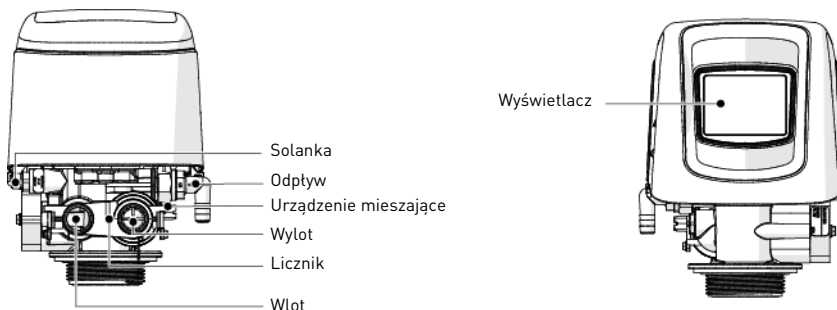 Solanka
Odpływ
Urządzenie mieszające
Wylot
Licznik
Wlot
Wyświetlacz